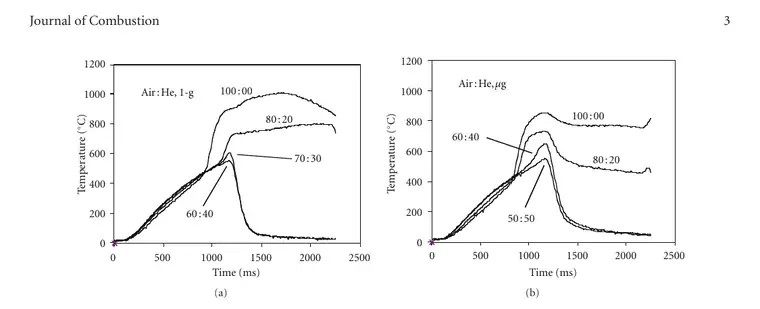 Journal of Combustion 3
1200
1000
800
600
400
200
0
Temperature (°C)
Air : He, 1-g
100 : 00
80 : 20
70 : 30
60 : 40
0 500 1000 1500 2000 2500
Time (ms)
(a)
1200
1000
800
600
400
200
0
Temperature (°C)
Air : He, μg
100 : 00
60 : 40
80 : 20
50 : 50
0 500 1000 1500 2000 2500
Time (ms)
(b)